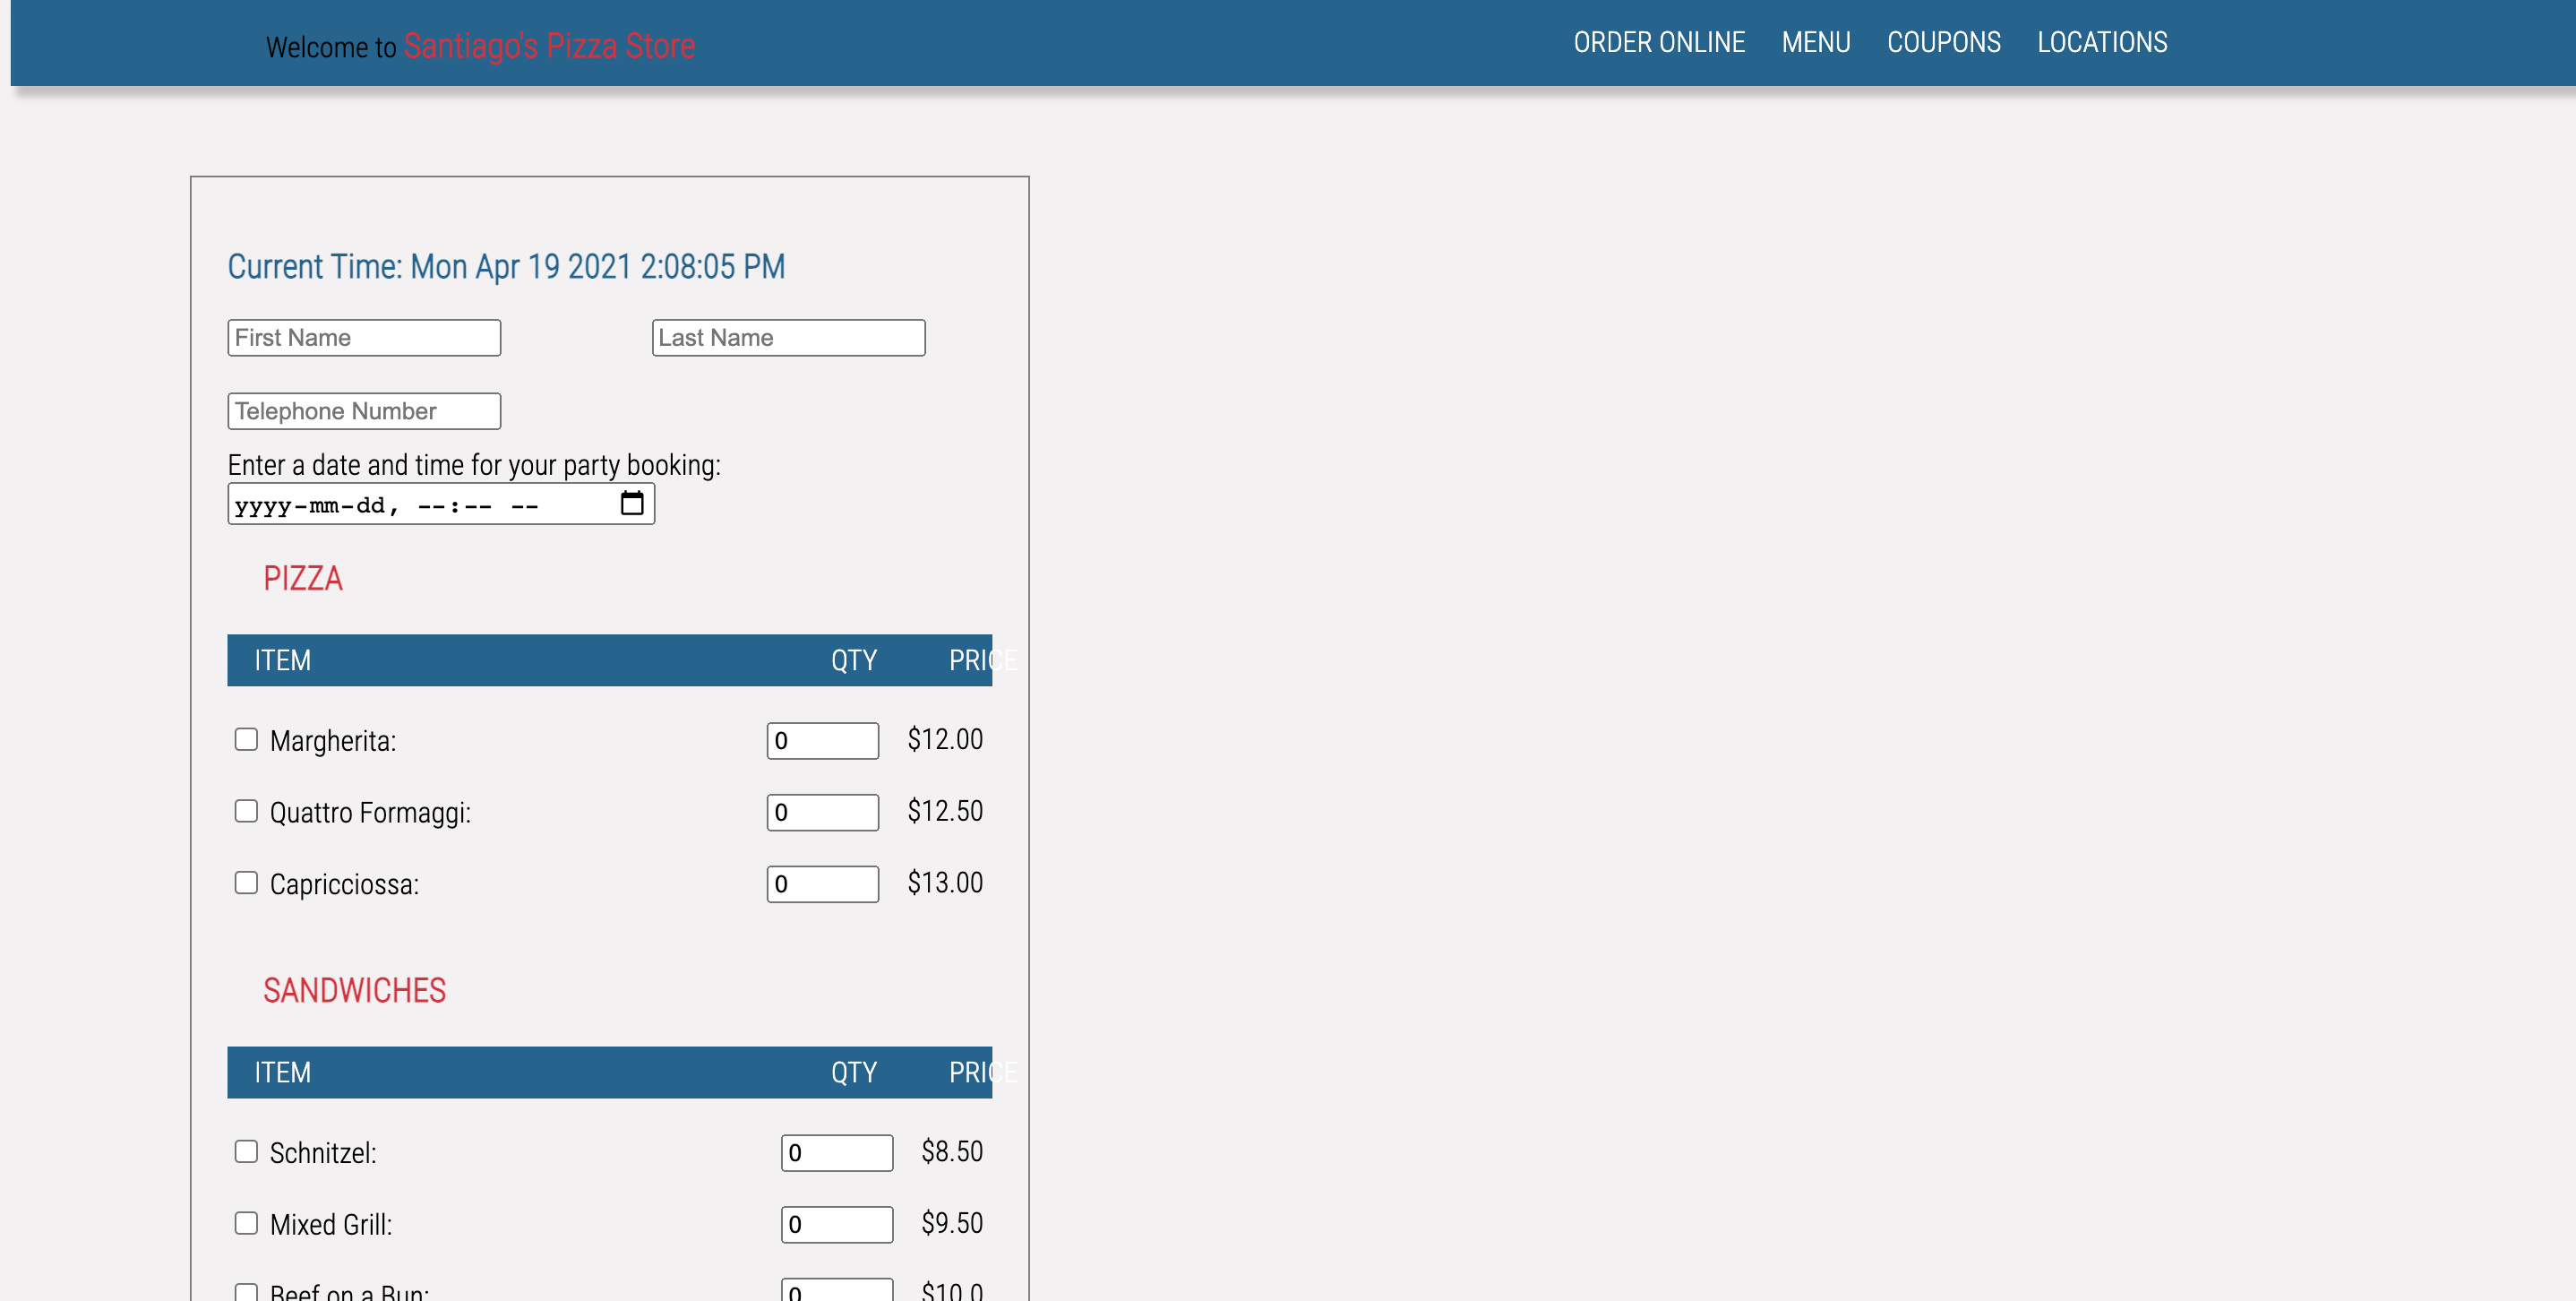 Welcome to Santiago's Pizza Store ORDER ONLINE MENU COUPONS LOCATIONS
Current Time: Mon Apr 19 2021 2:08:05 PM
First Name Last Name
Telephone Number
Enter a date and time for your party booking:
yyyy-mm-dd, --:-- --
PIZZA
ITEM QTY PRICE
Margherita: 0 $12.00
Quattro Formaggi: 0 $12.50
Capricciossa: 0 $13.00
SANDWICHES
ITEM QTY PRICE
Schnitzel: 0 $8.50
Mixed Grill: 0 $9.50
Beef on a Bun: 0 $10.0